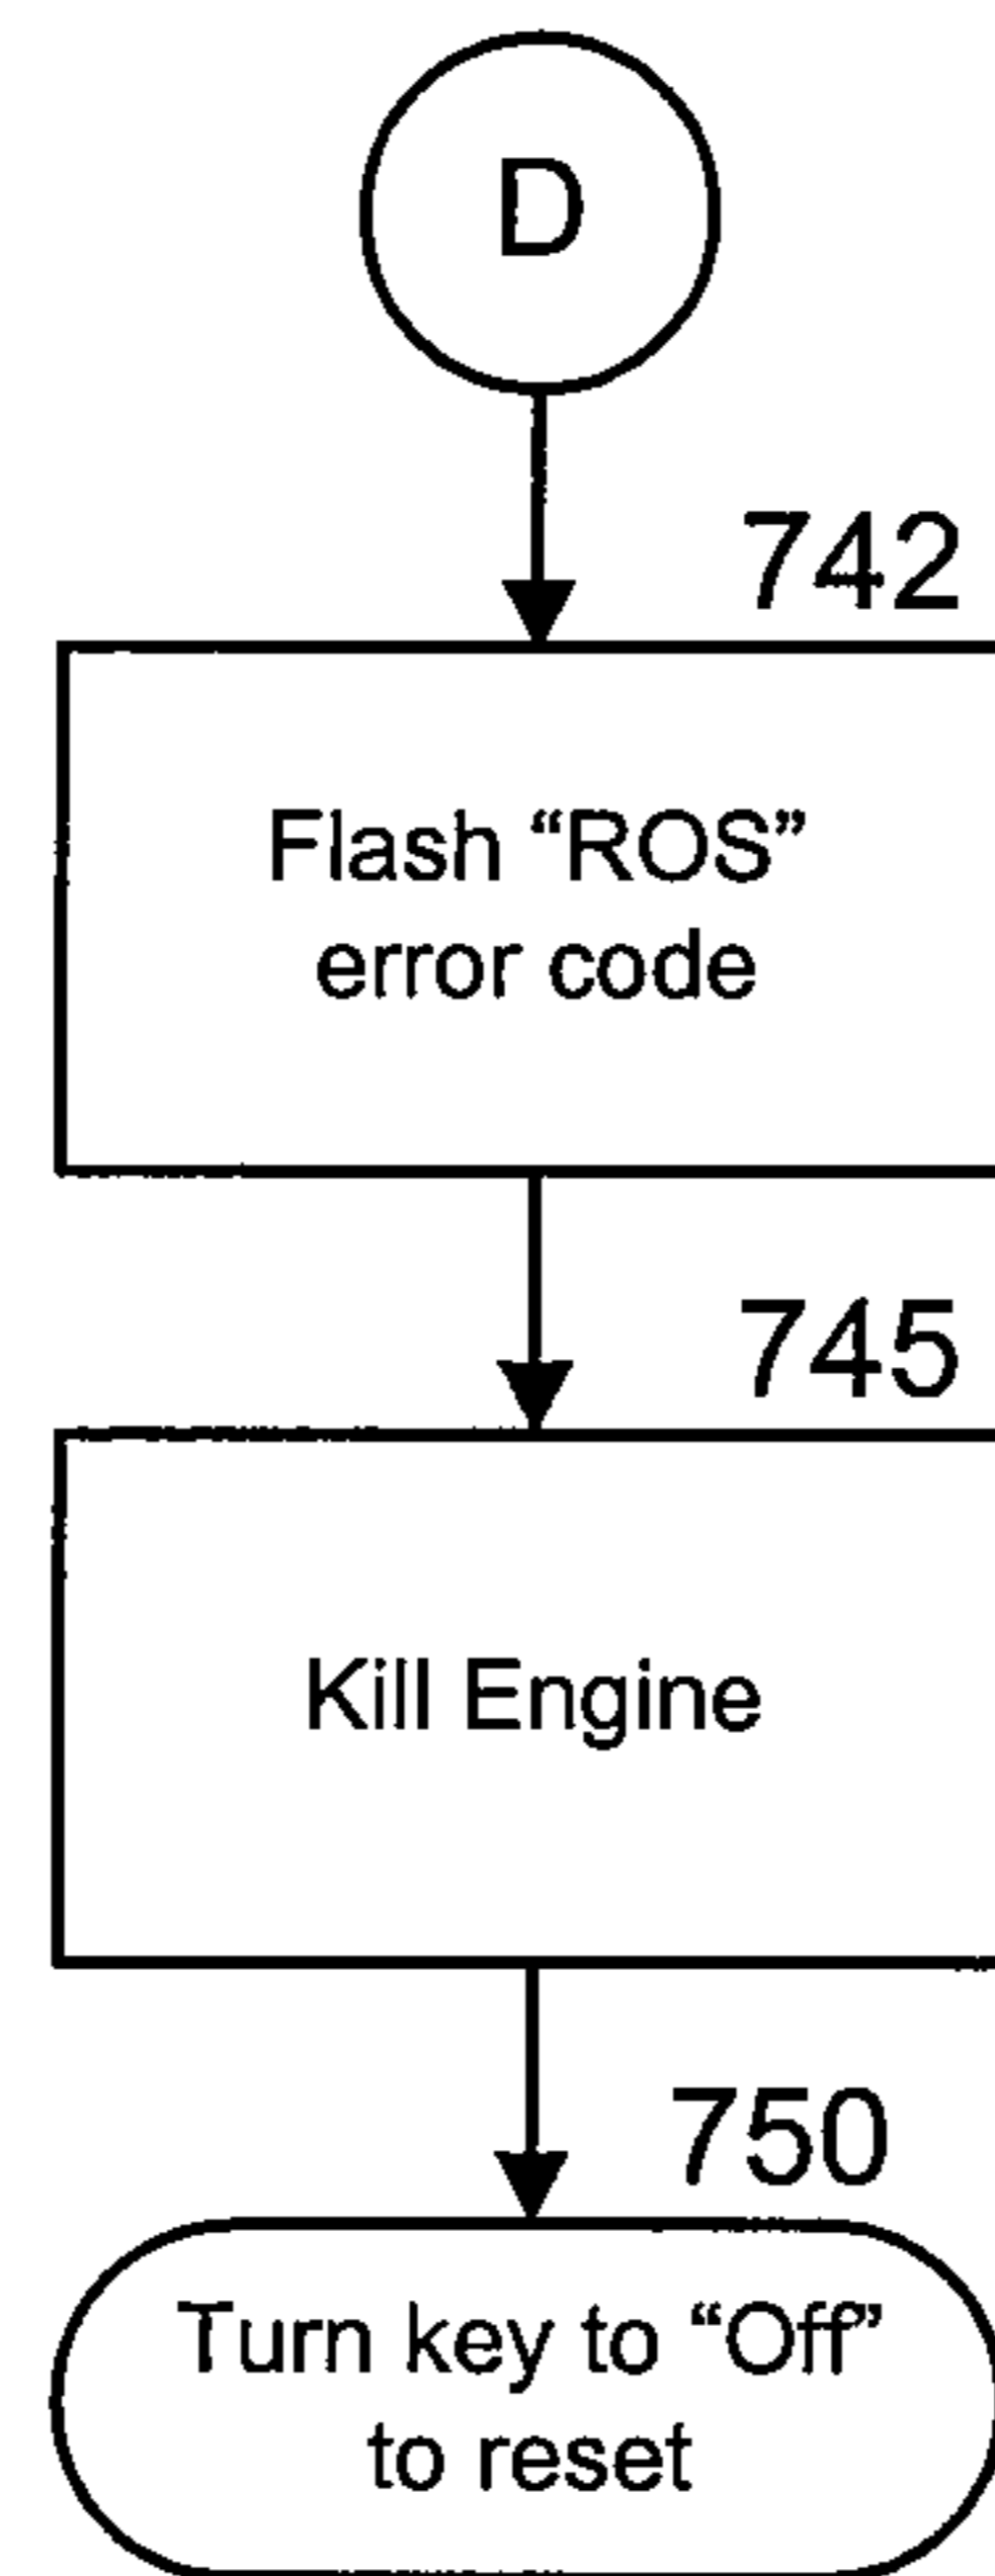 D
742
Flash “ROS”
error code
745
Kill Engine
750
Turn key to “Off”
to reset